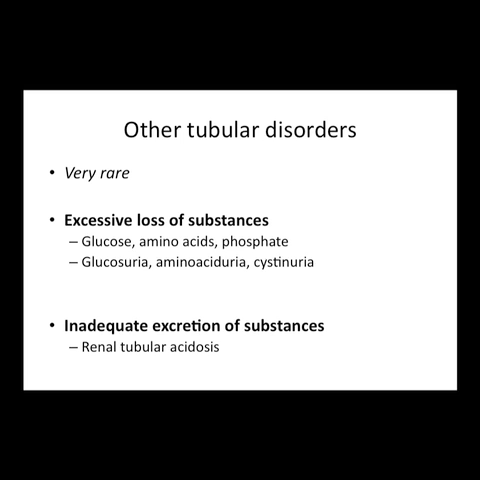 Other tubular disorders
• Very rare
• Excessive loss of substances
– Glucose, amino acids, phosphate
– Glucosuria, aminoaciduria, cystinuria
• Inadequate excretion of substances
– Renal tubular acidosis